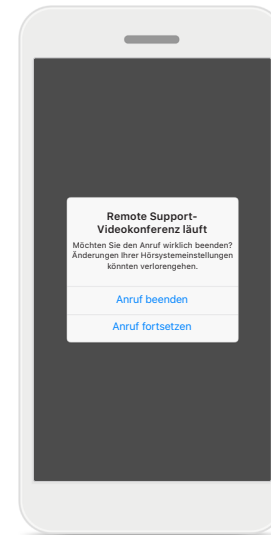 Remote Support-
Videokonferenz läuft
Möchten Sie den Anruf wirklich beenden?
Änderungen Ihrer Hörsystemeinstellungen
könnten verlorengehen.
Anruf beenden
Anruf fortsetzen